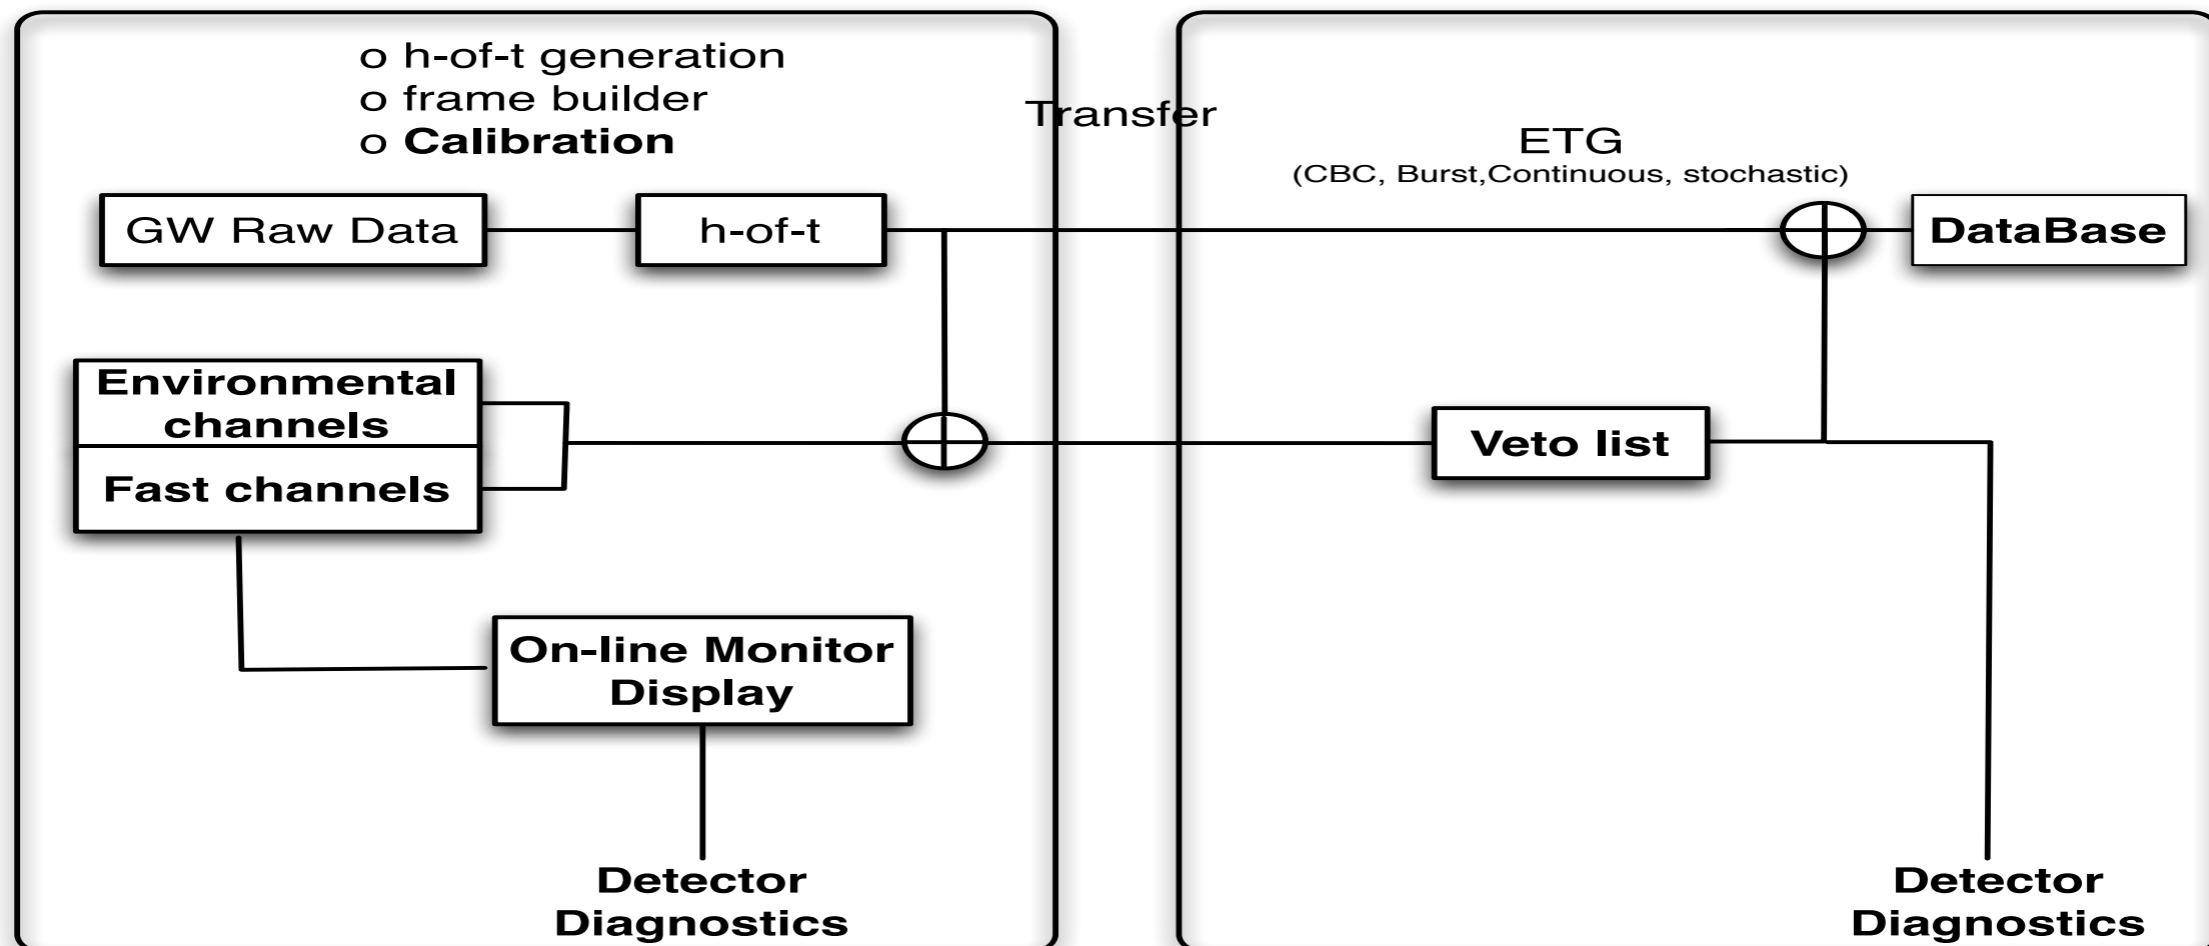 o h-of-t generation
o frame builder
o Calibration
Transfer
ETG
(CBC, Burst,Continuous, stochastic)
GW Raw Data
h-of-t
DataBase
Environmental
channels
Fast channels
Veto list
On-line Monitor
Display
Detector
Diagnostics
Detector
Diagnostics